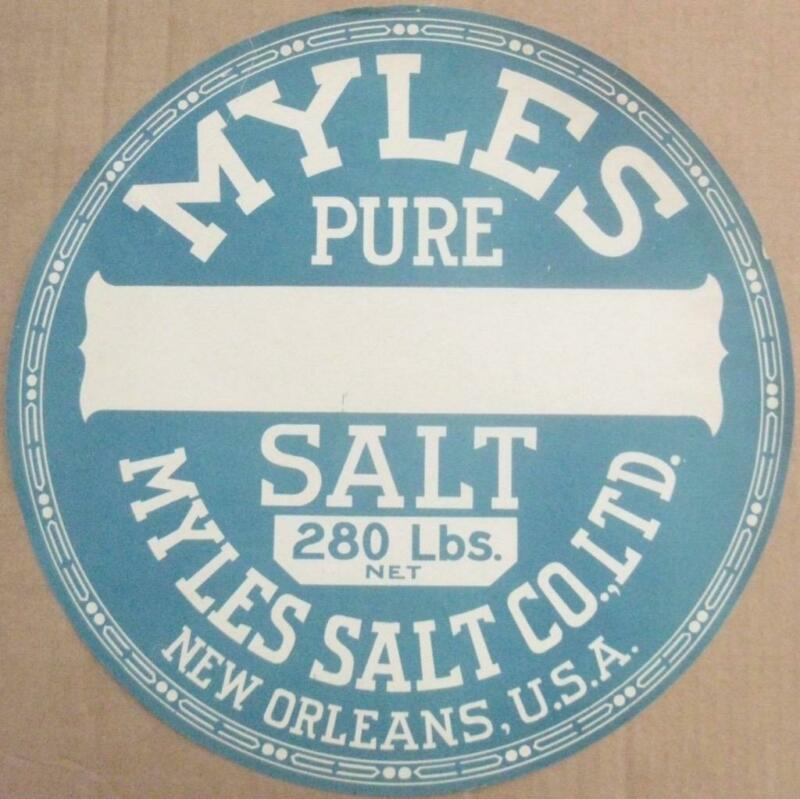 MYLES
PURE
SALT
280 Lbs.
NET
MYLES SALT CO., LTD.
NEW ORLEANS, U.S.A.